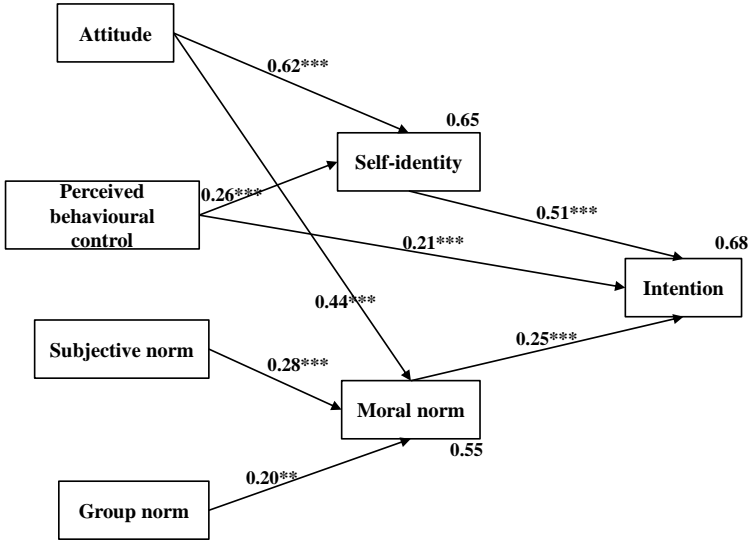 Attitude
0.62***
0.65
Self-identity
Perceived
behavioural
control
0.26***
0.51***
0.21***
0.68
Intention
0.44***
Subjective norm
0.28***
0.25***
Moral norm
0.55
0.20**
Group norm